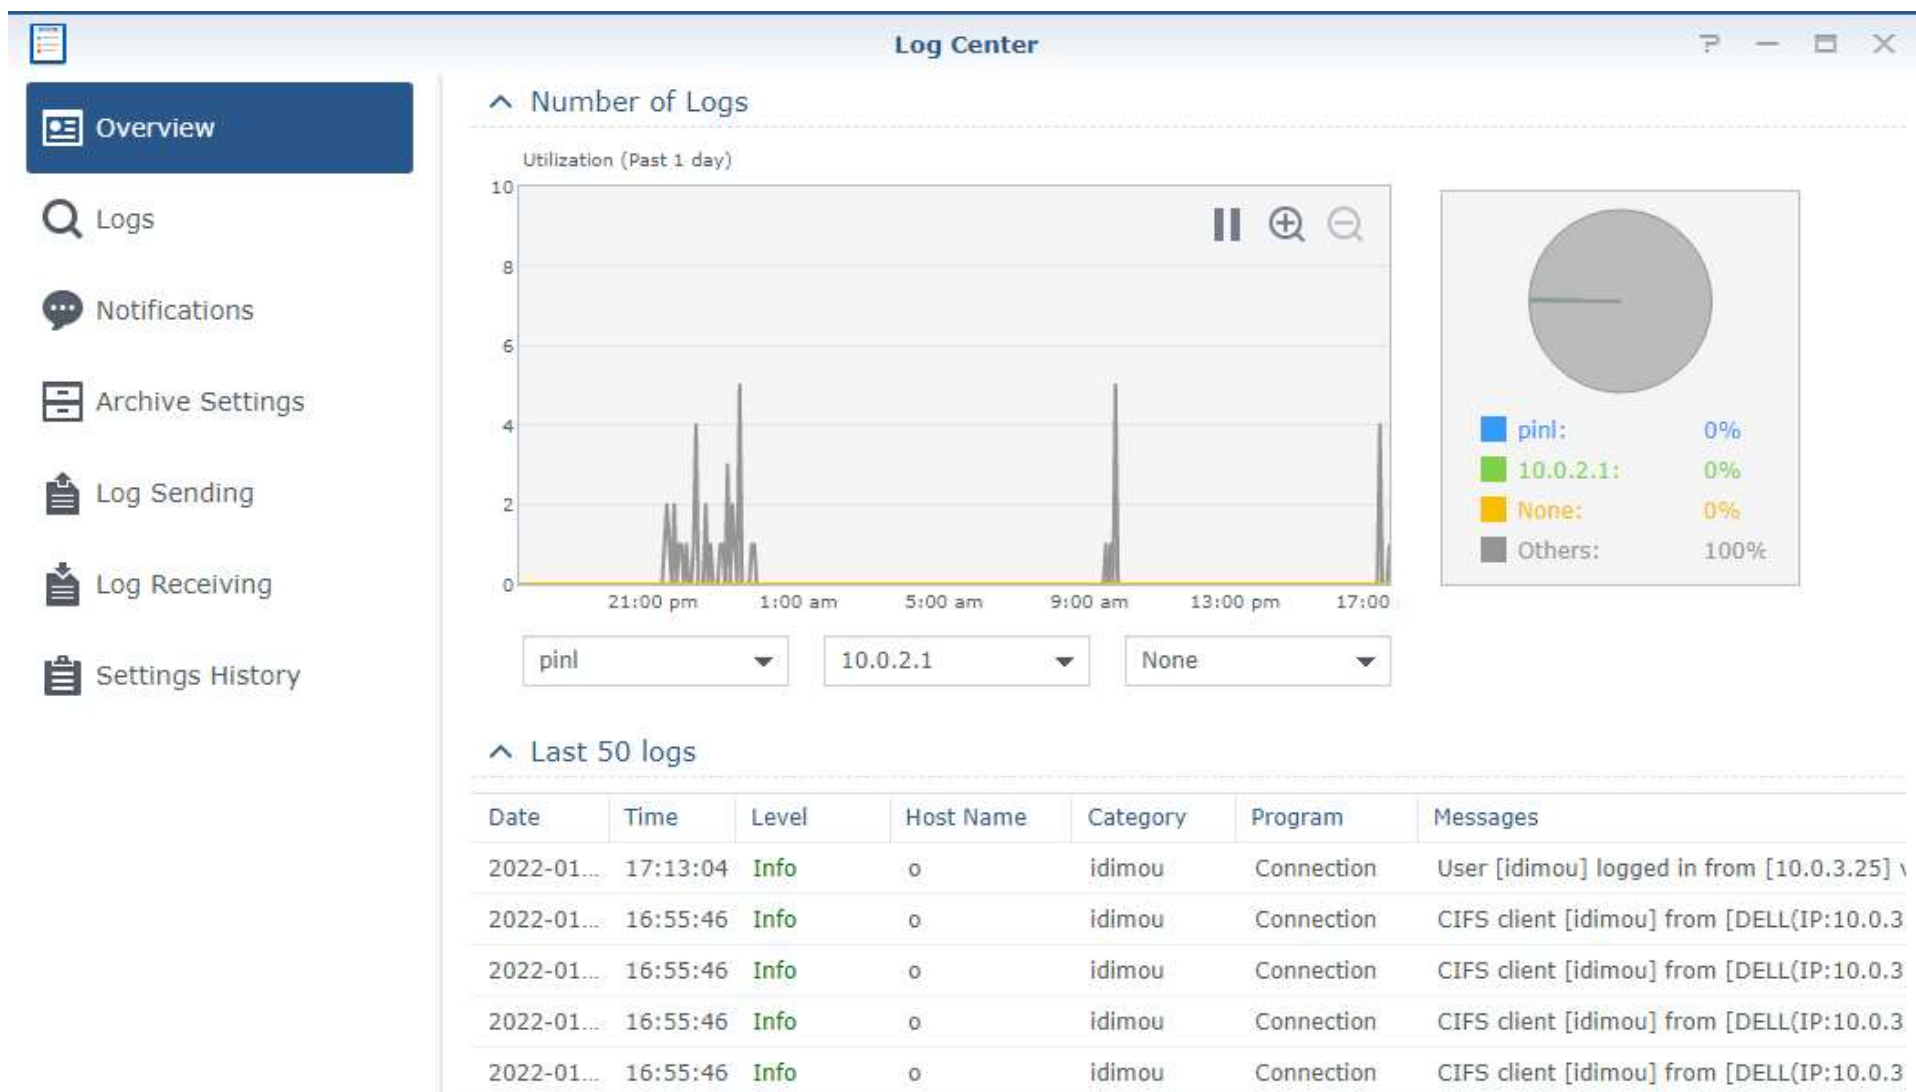 Log Center
Overview
Logs
Notifications
Archive Settings
Log Sending
Log Receiving
Settings History
Number of Logs
Utilization (Past 1 day)
10
8
6
4
2
0
21:00 pm 1:00 am 5:00 am 9:00 am 13:00 pm 17:00
pinl: 0%
10.0.2.1: 0%
None: 0%
Others: 100%
pinl 10.0.2.1 None
Last 50 logs
Date Time Level Host Name Category Program Messages
2022-01... 17:13:04 Info o idimou Connection User [idimou] logged in from [10.0.3.25]
2022-01... 16:55:46 Info o idimou Connection CIFS client [idimou] from [DELL(IP:10.0.3
2022-01... 16:55:46 Info o idimou Connection CIFS client [idimou] from [DELL(IP:10.0.3
2022-01... 16:55:46 Info o idimou Connection CIFS client [idimou] from [DELL(IP:10.0.3
2022-01... 16:55:46 Info o idimou Connection CIFS client [idimou] from [DELL(IP:10.0.3